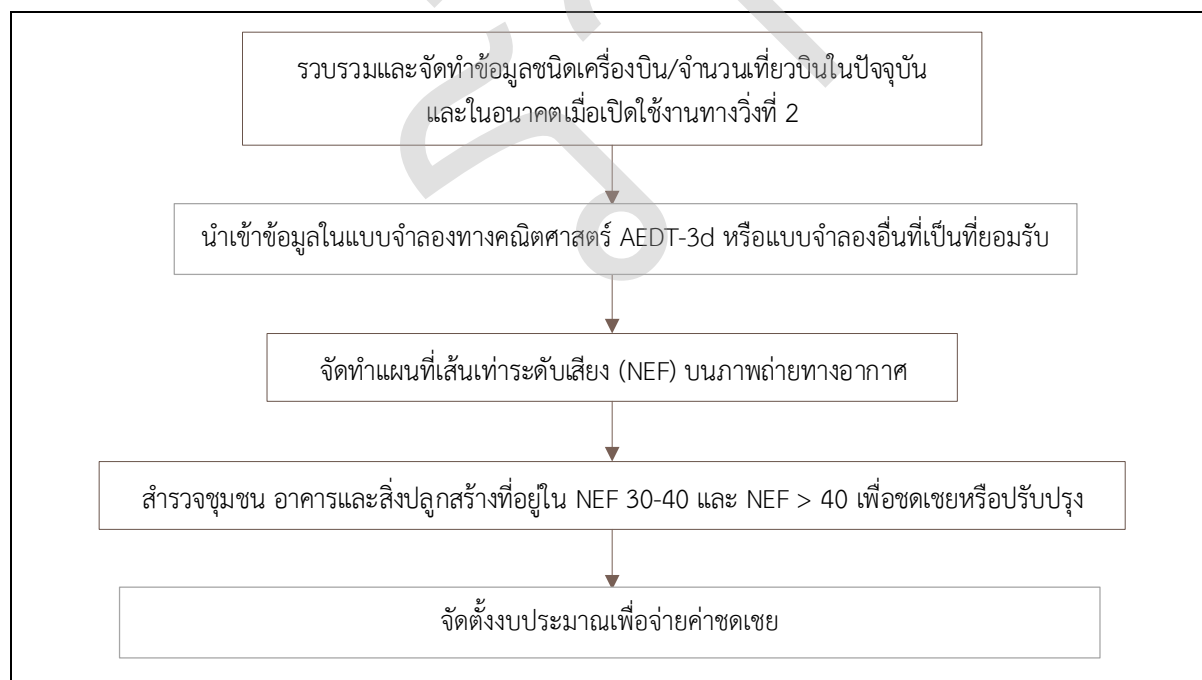 รวบรวมและจัดทำข้อมูลชนิดเครื่องบิน/จำนวนเที่ยวบินในปัจจุบัน
และในอนาคตเมื่อเปิดใช้งานทางวิ่งที่ 2
นำเข้าข้อมูลในแบบจำลองทางคณิตศาสตร์ AEDT-3d หรือแบบจำลองอื่นที่เป็นที่ยอมรับ
จัดทำแผนที่เส้นเท่าระดับเสียง (NEF) บนภาพถ่ายทางอากาศ
สำรวจชุมชน อาคารและสิ่งปลูกสร้างที่อยู่ใน NEF 30-40 และ NEF > 40 เพื่อชดเชยหรือปรับปรุง
จัดตั้งงบประมาณเพื่อจ่ายค่าชดเชย